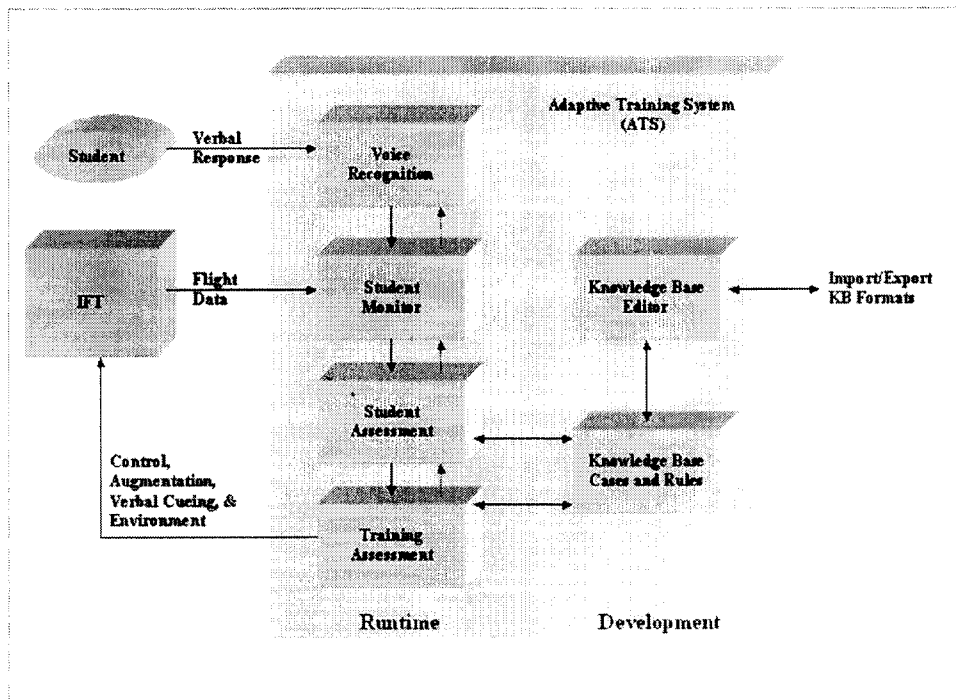 Adaptive Training System
(ATS)
Student
Verbal
Response
Voice
Recognition
IFT
Flight
Data
Student
Monitor
Knowledge Base
Editor
Import/Export
KB Formats
Student
Assessment
Knowledge Base
Cases and Rules
Control,
Augmentation,
Verbal Cueing, &
Environment
Training
Assessment
Runtime
Development